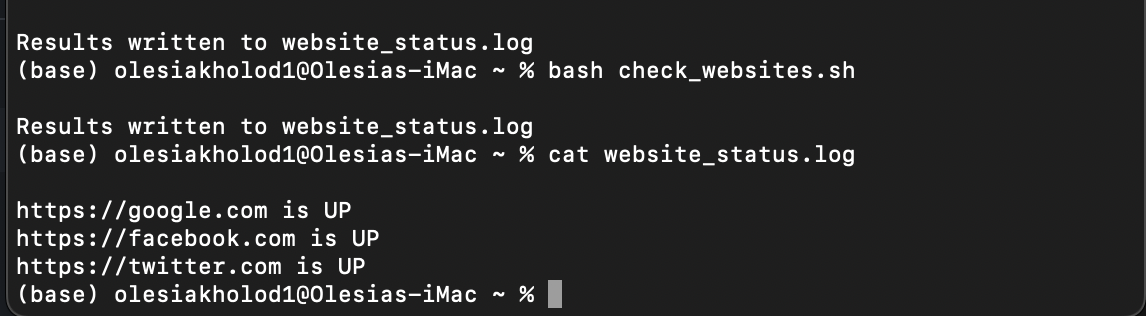 Results written to website_status.log
(base) olesiakholod1@Olesias-iMac ~ % bash check_websites.sh
Results written to website_status.log
(base) olesiakholod1@Olesias-iMac ~ % cat website_status.log
https://google.com is UP
https://facebook.com is UP
https://twitter.com is UP
(base) olesiakholod1@Olesias-iMac ~ %